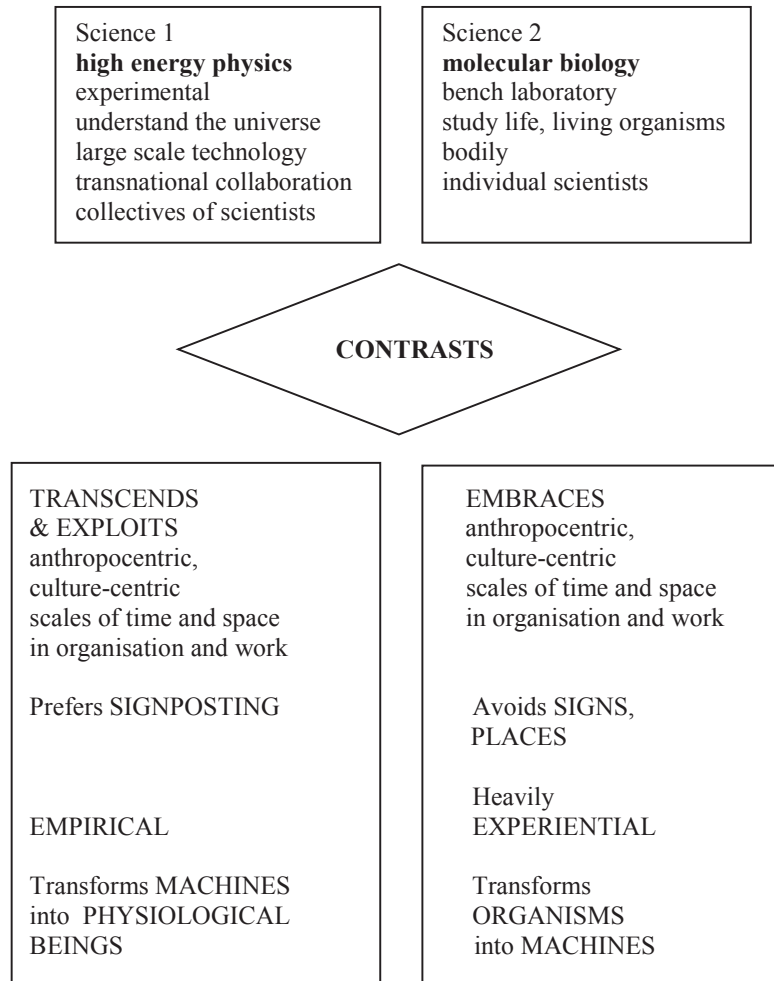 Science 1
high energy physics
experimental
understand the universe
large scale technology
transnational collaboration
collectives of scientists
Science 2
molecular biology
bench laboratory
study life, living organisms
bodily
individual scientists
CONTRASTS
TRANSCENDS
& EXPLOITS
anthropocentric,
culture-centric
scales of time and space
in organisation and work
Prefers SIGNPOSTING
EMPIRICAL
Transforms MACHINES
into PHYSIOLOGICAL
BEINGS
EMBRACES
anthropocentric,
culture-centric
scales of time and space
in organisation and work
Avoids SIGNS,
PLACES
Heavily
EXPERIENTIAL
Transforms
ORGANISMS
into MACHINES